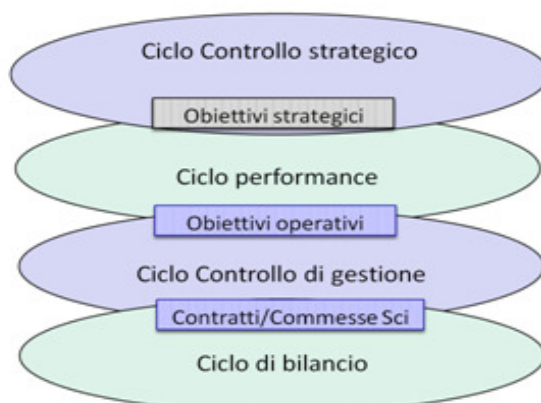 Ciclo Controllo strategico
Obiettivi strategici
Ciclo performance
Obiettivi operativi
Ciclo Controllo di gestione
Contratti/Commesse Sci
Ciclo di bilancio